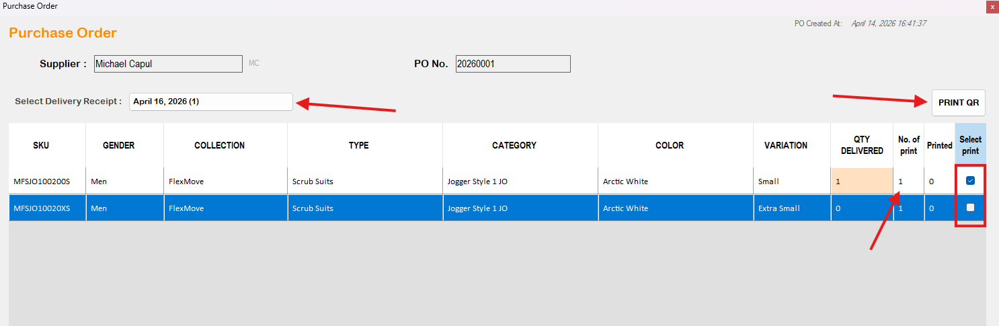 Purchase Order
x
PO Created At: April 14, 2026 16:41:37
Purchase Order
Supplier : Michael Capul MC PO No. 20260001
Select Delivery Receipt : April 16, 2026 (1) PRINT QR
SKU GENDER COLLECTION TYPE CATEGORY COLOR VARIATION QTY DELIVERED No. of print Printed Select print
MFSJO100200S Men FlexMove Scrub Suits Jogger Style 1 JO Arctic White Small 1 1 0
MFSJO10020XS Men FlexMove Scrub Suits Jogger Style 1 JO Arctic White Extra Small 0 1 0